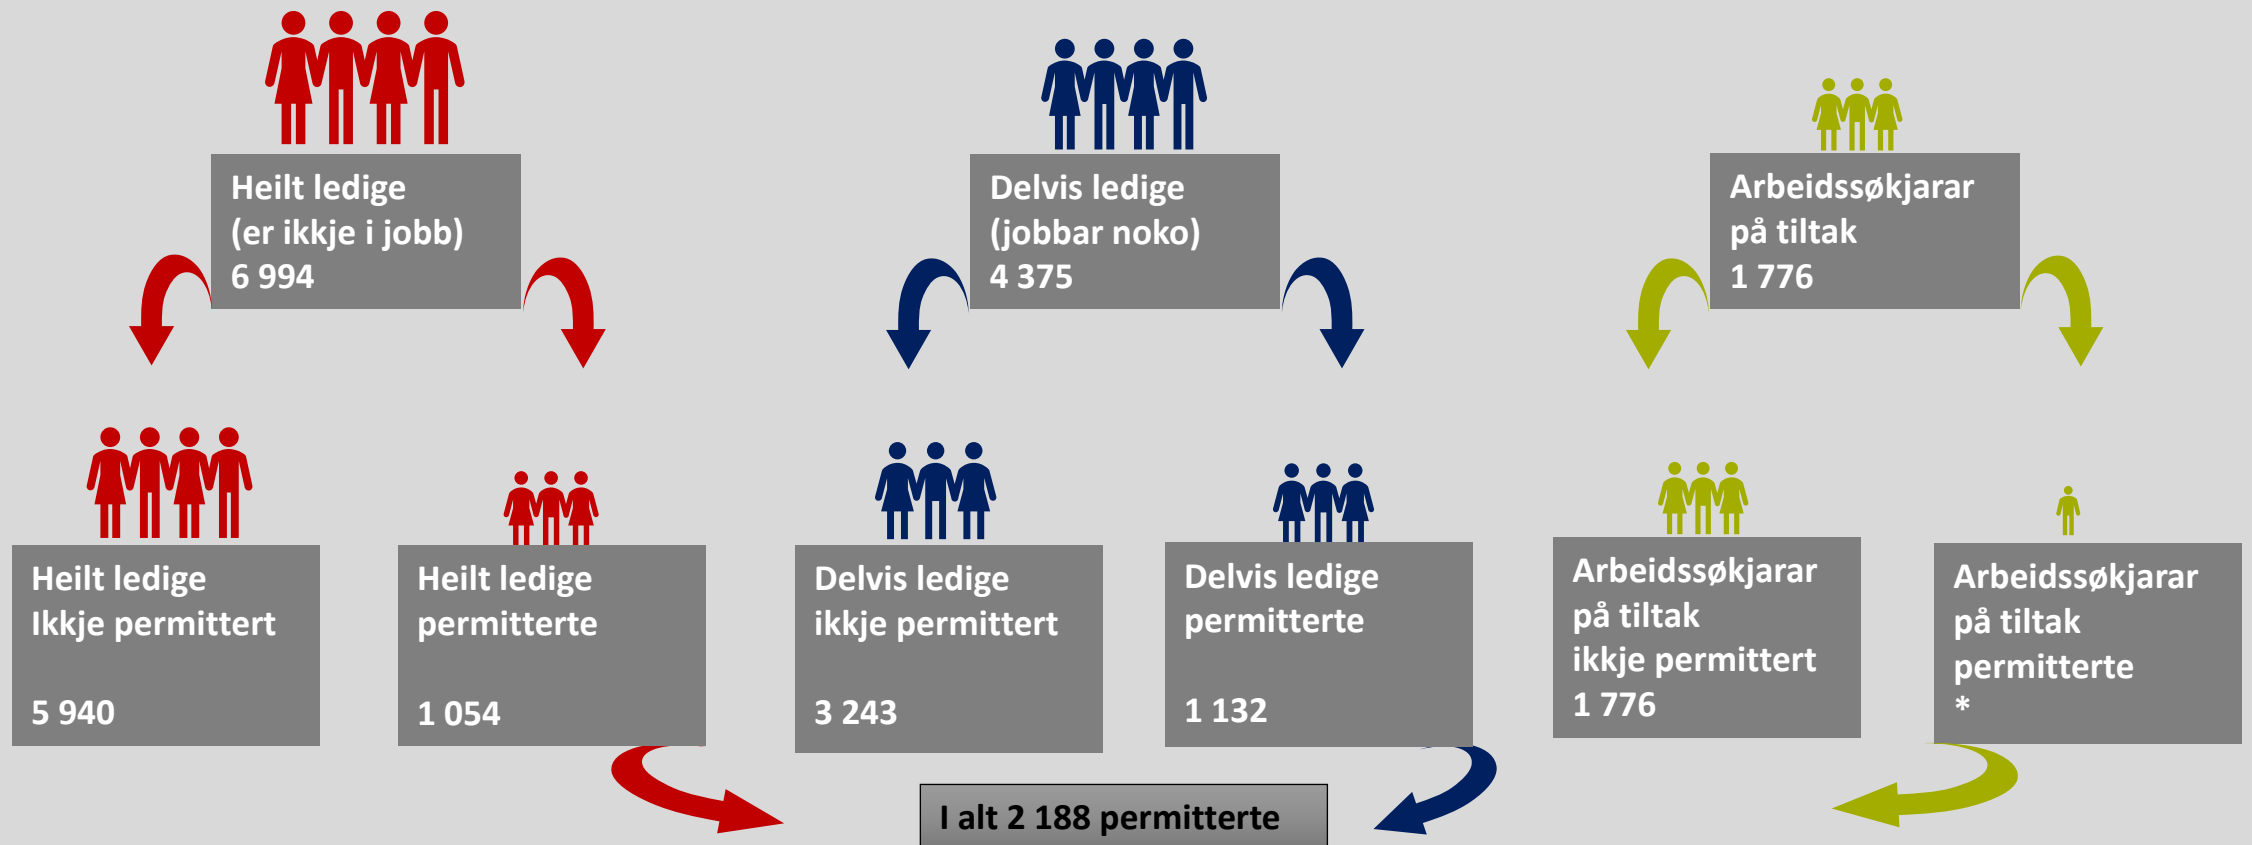 Heilt ledige
(er ikkje i jobb)
6 994
Delvis ledige
(jobbar noko)
4 375
Arbeidssøkjarar
på tiltak
1 776
Heilt ledige
Ikkje permittert
5 940
Heilt ledige
permitterte
1 054
Delvis ledige
ikkje permittert
3 243
Delvis ledige
permitterte
1 132
Arbeidssøkjarar
på tiltak
ikkje permittert
1 776
Arbeidssøkjarar
på tiltak
permitterte
*
I alt 2 188 permitterte